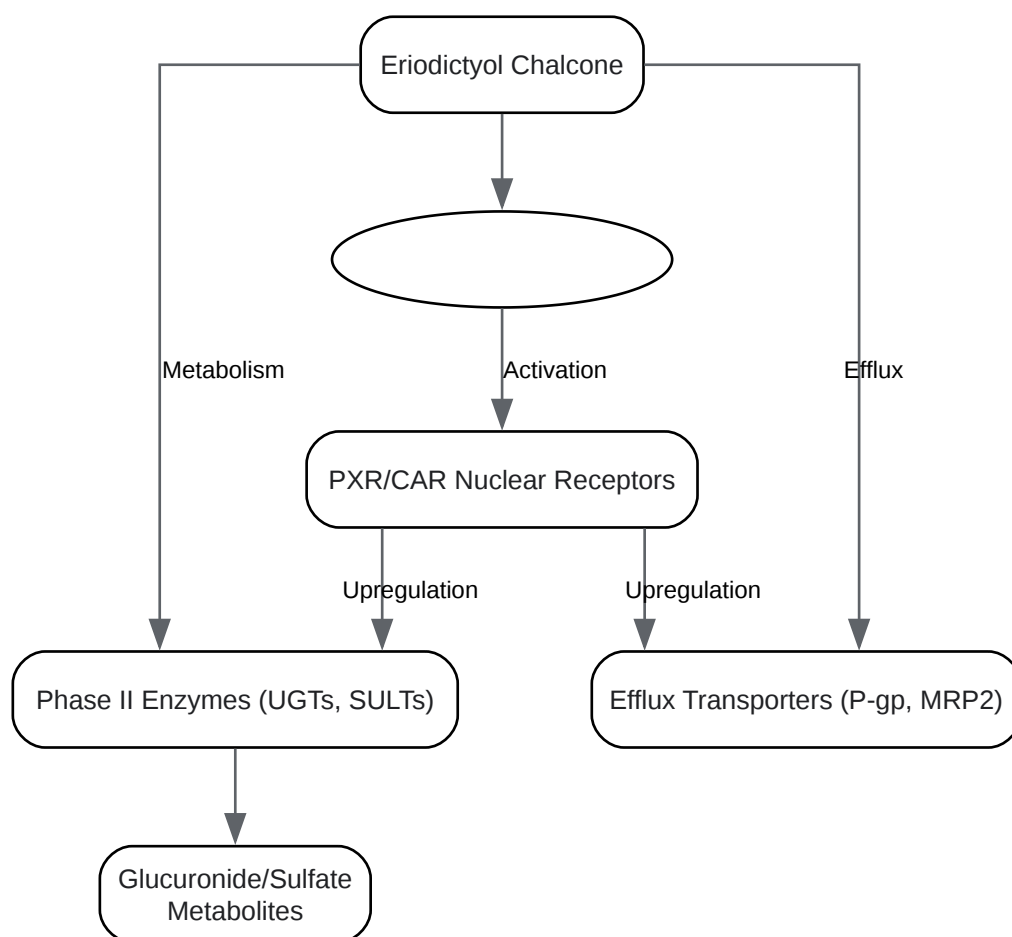 Eriodictyol Chalcone
Metabolism
Activation
Efflux
PXR/CAR Nuclear Receptors
Upregulation
Upregulation
Phase II Enzymes (UGTs, SULTs)
Efflux Transporters (P-gp, MRP2)
Glucuronide/Sulfate
Metabolites